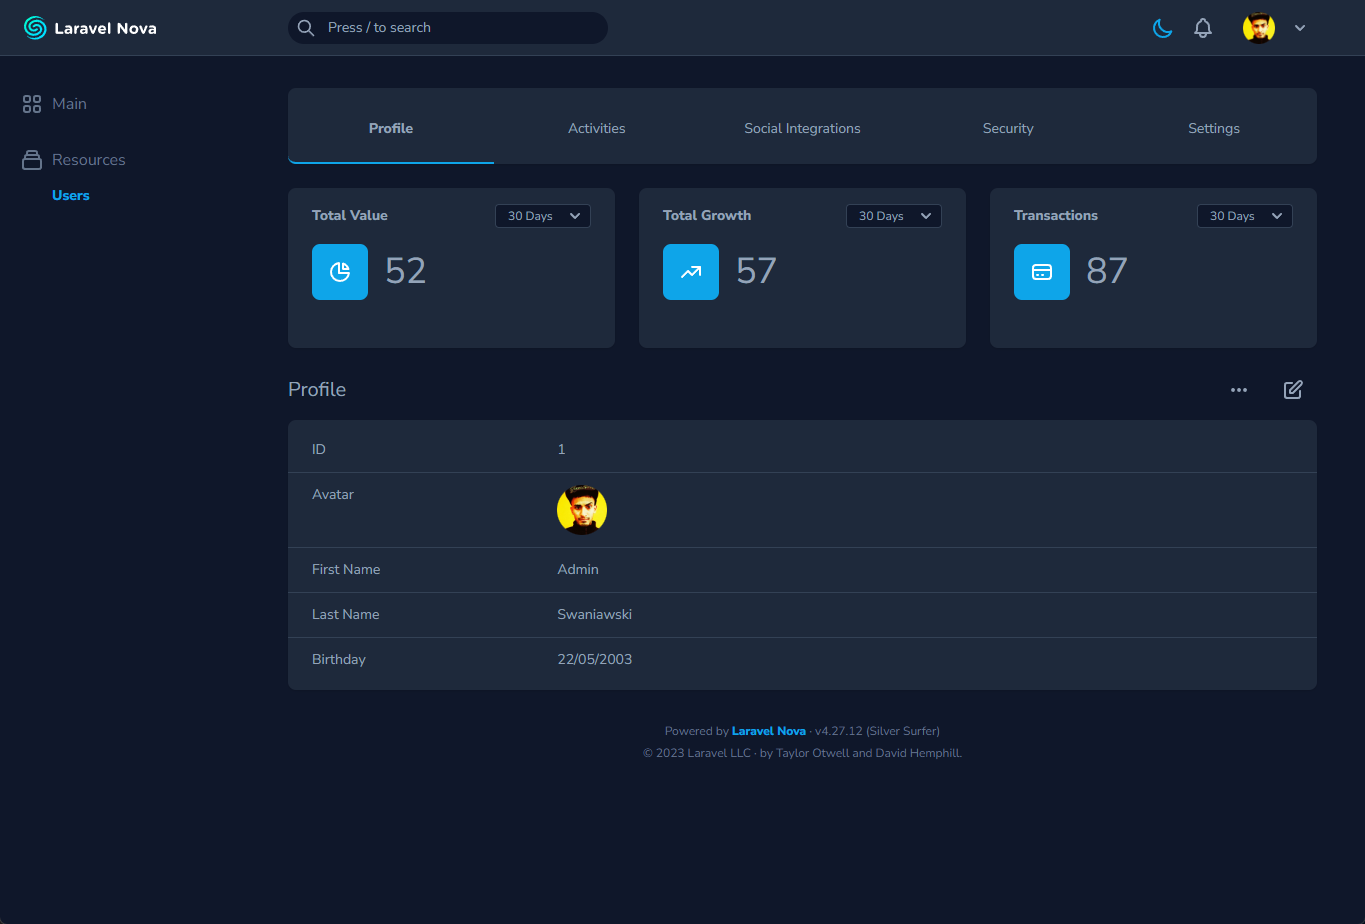 Laravel Nova
Press / to search
Main
Resources
Users
Profile
Activities
Social Integrations
Security
Settings
Total Value
30 Days
52
Total Growth
30 Days
57
Transactions
30 Days
87
Profile
ID 1
Avatar
First Name Admin
Last Name Swaniawski
Birthday 22/05/2003
Powered by Laravel Nova · v4.27.12 (Silver Surfer)
© 2023 Laravel LLC · by Taylor Otwell and David Hemphill.